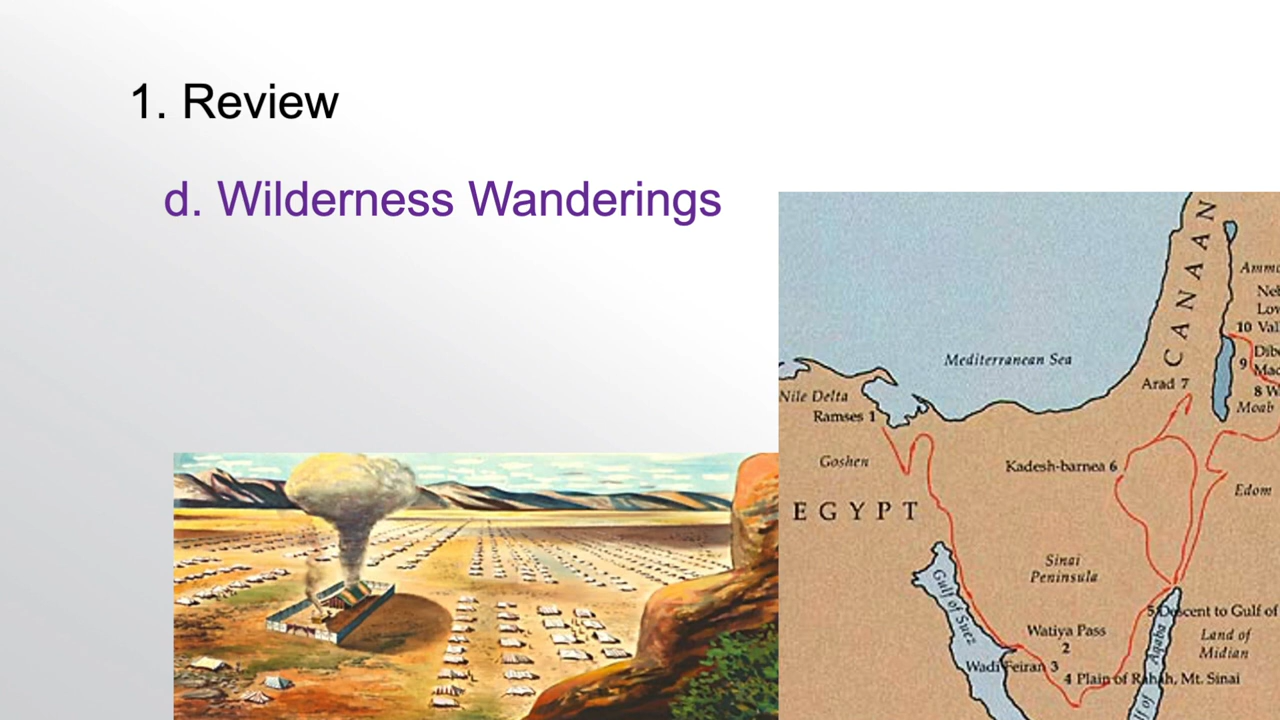 1. Review
d. Wilderness Wanderings
CANAAN
Mediterranean Sea
10
9
Arad 7
8
Moab
Nile Delta
Ramses 1
Goshen
Kadesh-barnea 6
Edom
EGYPT
Sinai
Peninsula
Gulf of Suez
5 Descent to Gulf of
Aqaba
Land of
Midian
Watiya Pass
2
Wadi Feiran 3
4 Plain of Rahah, Mt. Sinai